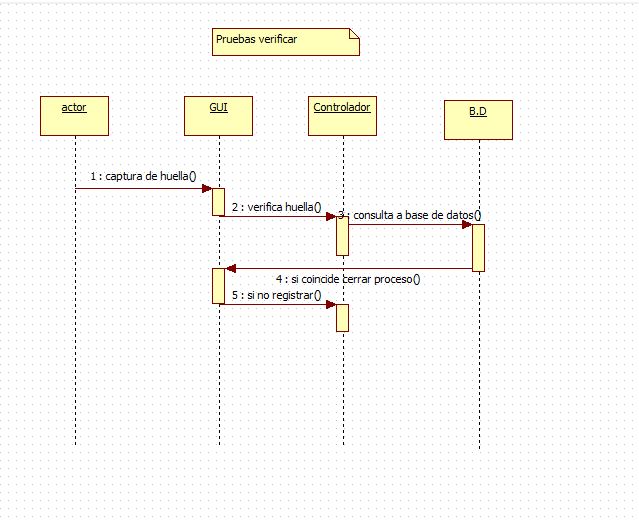 Pruebas verificar
actor
GUI
Controlador
B.D
1 : captura de huella()
2 : verifica huella()
3 : consulta a base de datos()
4 : si coincide cerrar proceso()
5 : si no registrar()